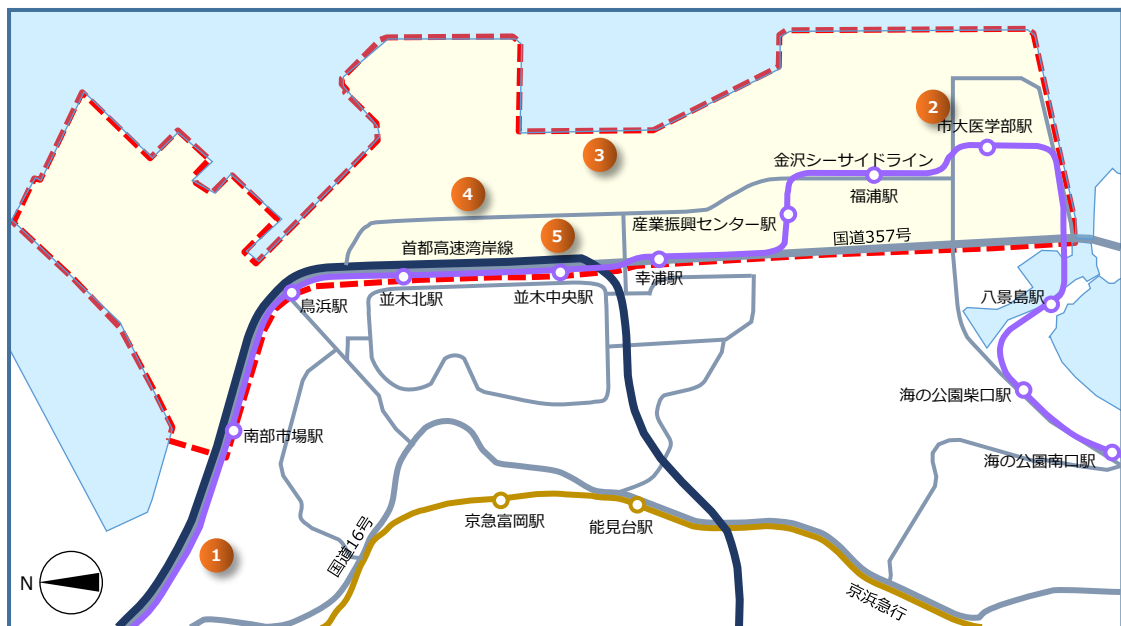 2
市大医学部駅
3
金沢シーサイドライン
4
福浦駅
産業振興センター駅
5
国道357号
首都高速湾岸線
幸浦駅
並木北駅
並木中央駅
八景島駅
鳥浜駅
海の公園柴口駅
南部市場駅
海の公園南口駅
京急富岡駅
能見台駅
国道16号
1
N
京浜急行